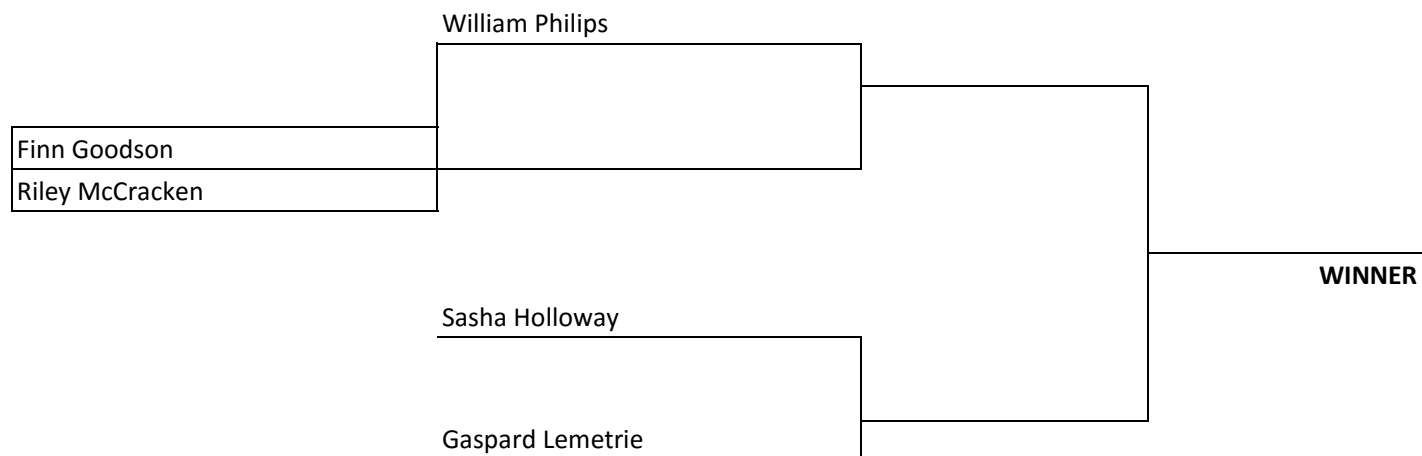 William Philips
Finn Goodson
Riley McCracken
WINNER
Sasha Holloway
Gaspard Lemetrie